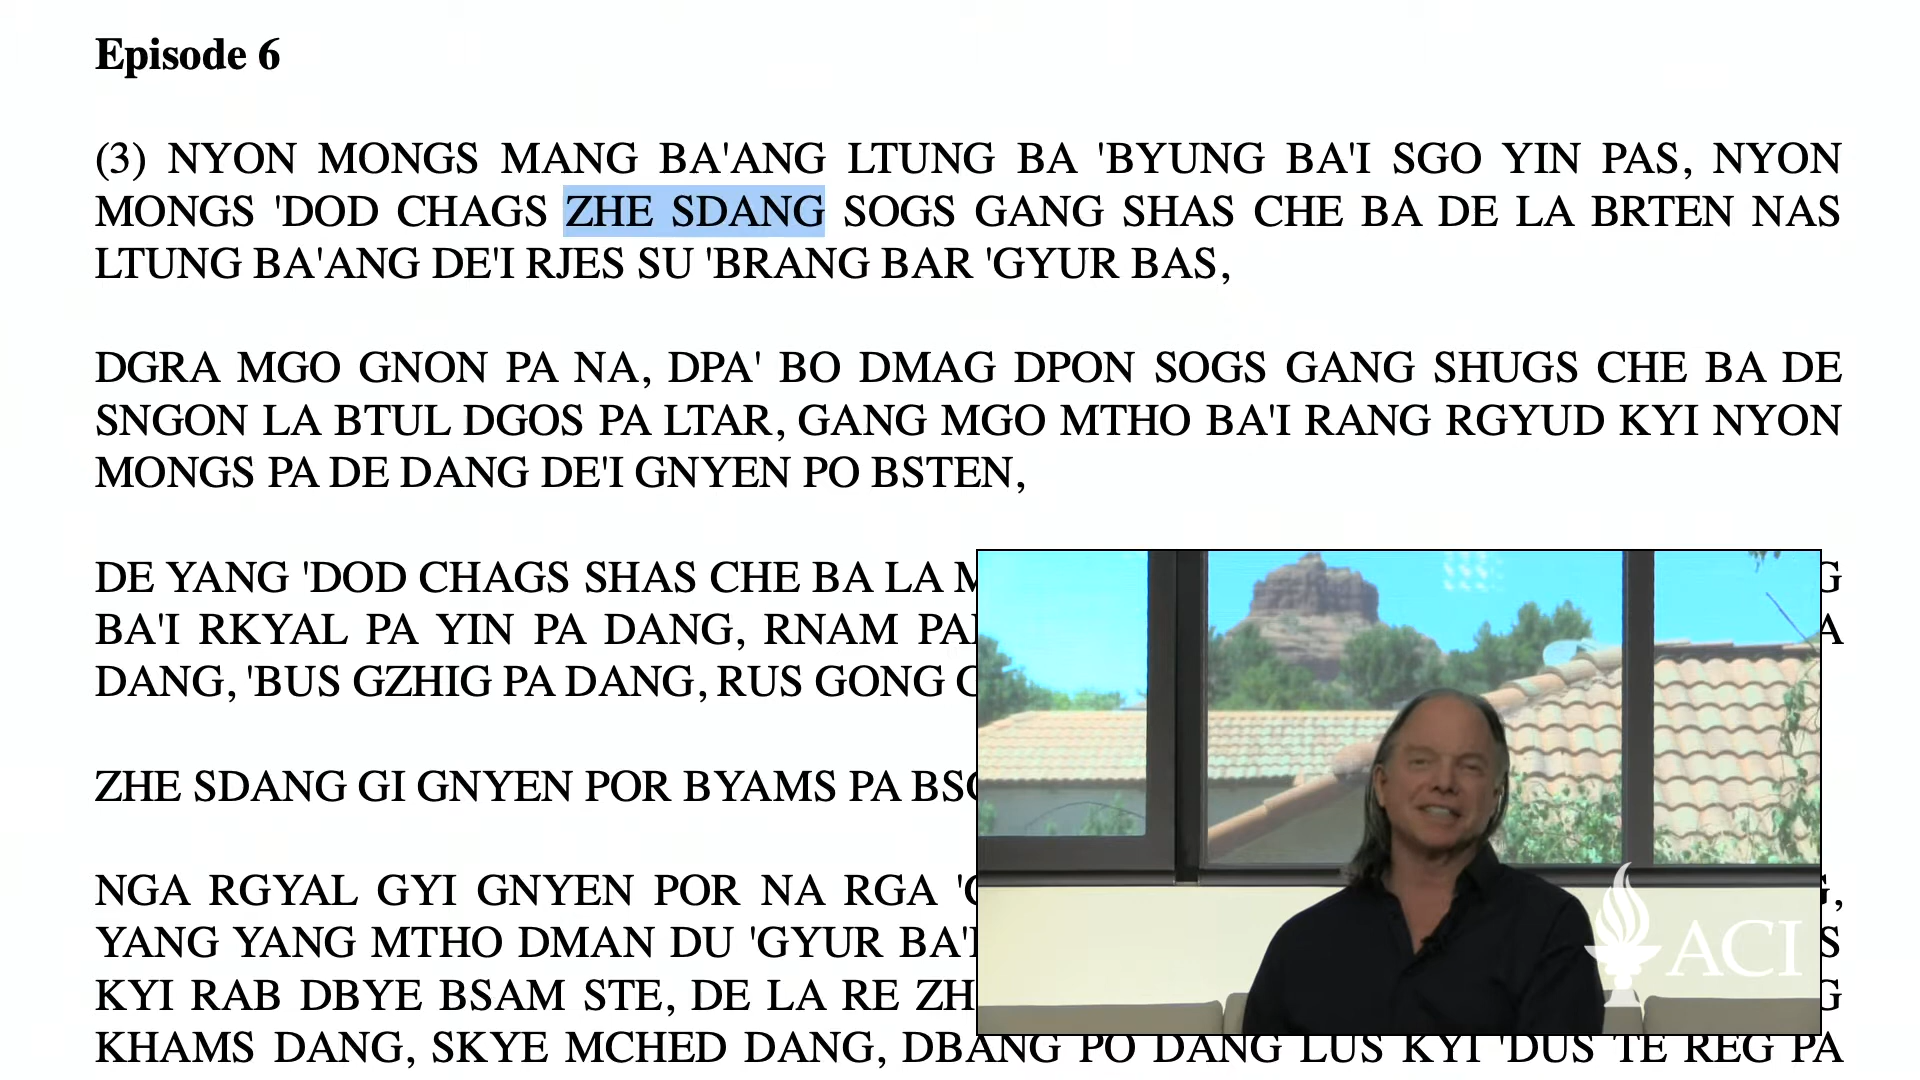 Episode 6
(3) NYON MONGS MANG BA'ANG LTUNG BA 'BYUNG BA'I SGO YIN PAS, NYON
MONGS 'DOD CHAGS ZHE SDANG SOGS GANG SHAS CHE BA DE LA BRTEN NAS
LTUNG BA'ANG DE'I RJES SU 'BRANG BAR 'GYUR BAS,
DGRA MGO GNON PA NA, DPA' BO DMAG DPON SOGS GANG SHUGS CHE BA DE
SNGON LA BTUL DGOS PA LTAR, GANG MGO MTHO BA'I RANG RGYUD KYI NYON
MONGS PA DE DANG DE'I GNYEN PO BSTEN,
DE YANG 'DOD CHAGS SHAS CHE BA LA
BA'I RKYAL PA YIN PA DANG, RNAM
DANG, 'BUS GZHIG PA DANG, RUS GONG
ZHE SDANG GI GNYEN POR BYAMS PA
NGA RGYAL GYI GNYEN POR NA RGA
YANG YANG MTHO DMAN DU 'GYUR
KYI RAB DBYE BSAM STE, DE LA RE
KHAMS DANG, SKYE MCHED DANG, DBANG PO DANG LUS KYI 'DUS TE REG PA
ACI